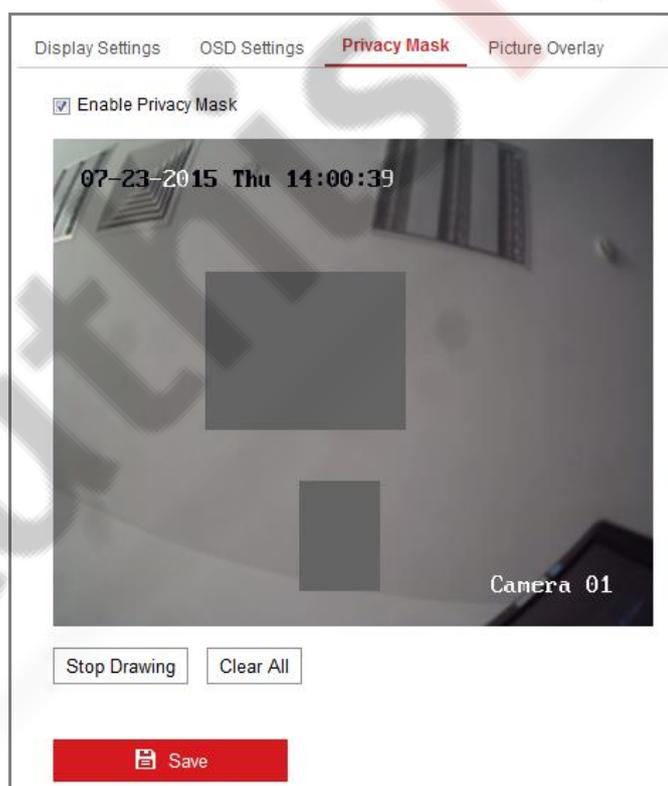 Display Settings OSD Settings Privacy Mask Picture Overlay
Enable Privacy Mask
07-23-2015 Thu 14:00:39
Camera 01
Stop Drawing Clear All
Save